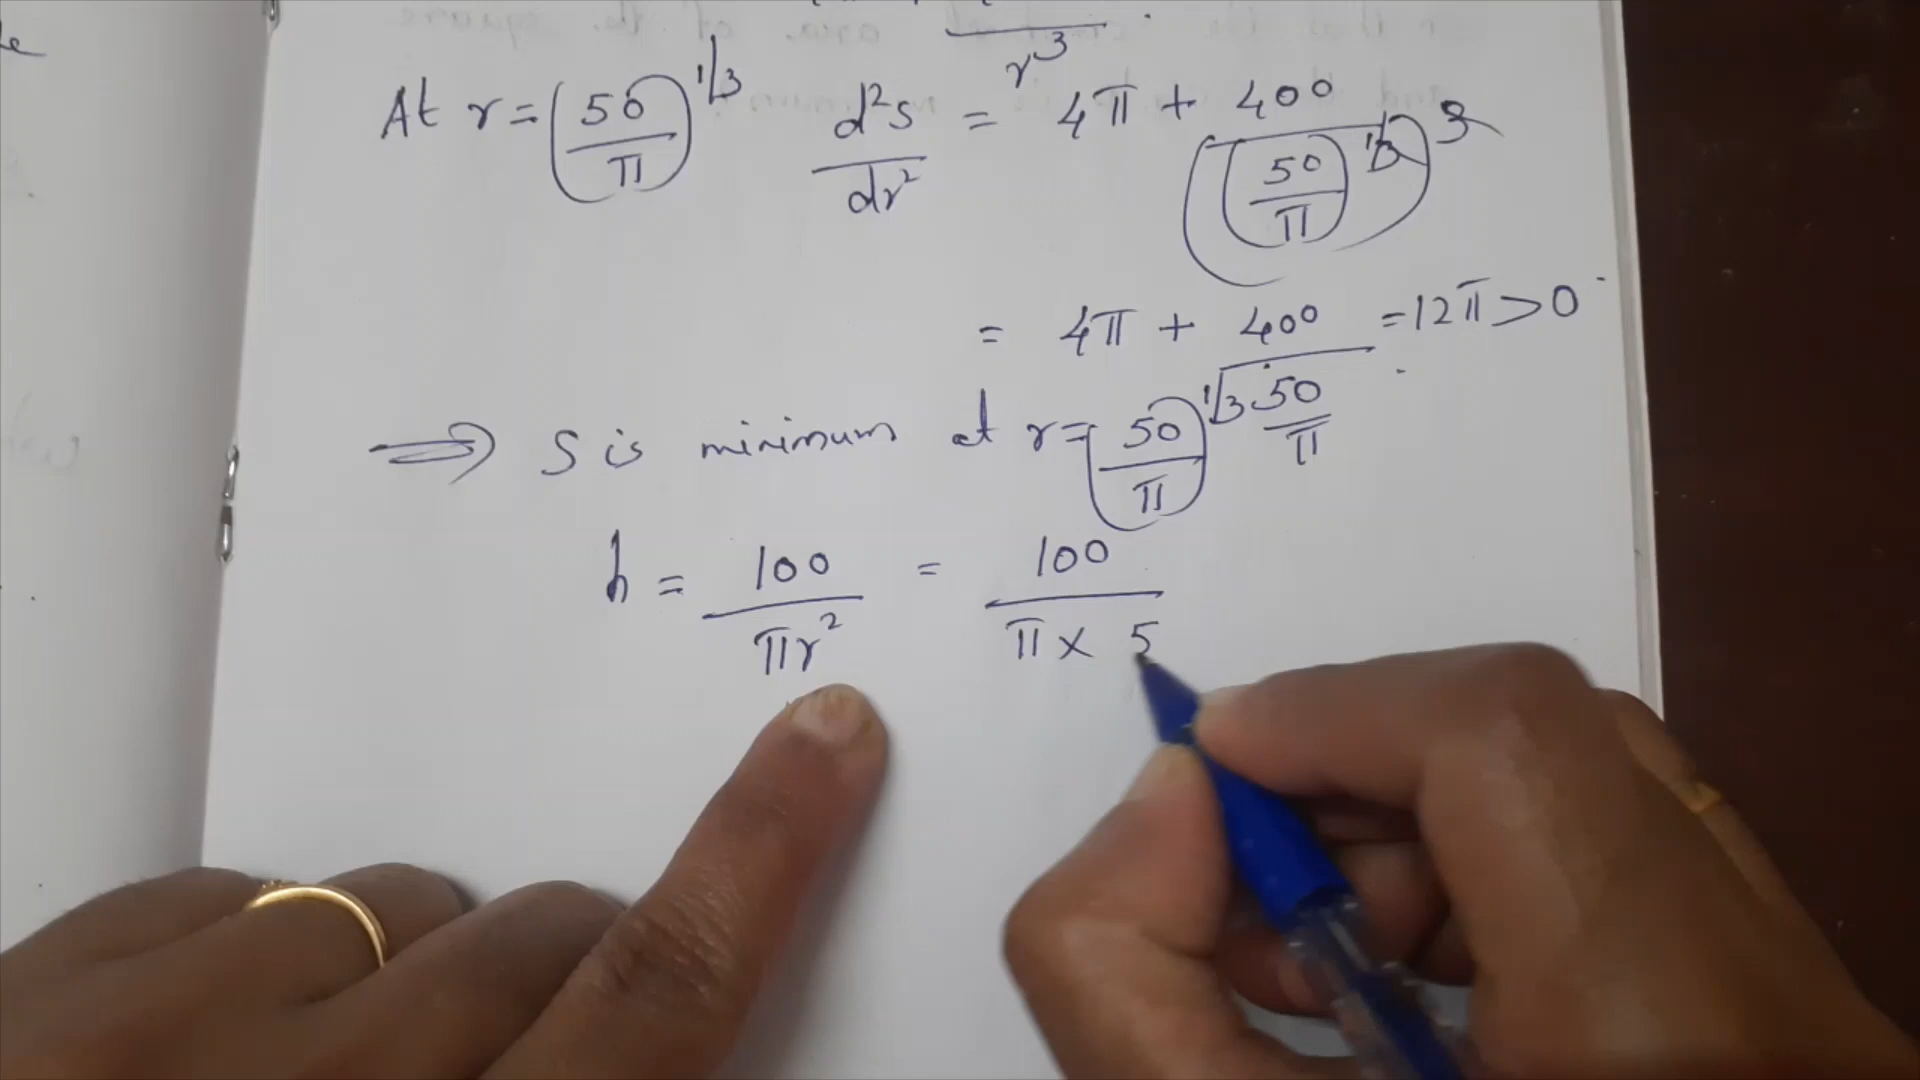 r³
At r = (50/π)^1/3 d²s/dr² = 4π + 400/((50/π)^1/3)^3
= 4π + 400/(50/π) = 12π > 0
⟹ S is minimum at r = (50/π)^1/3
h = 100/πr² = 100/π × 5